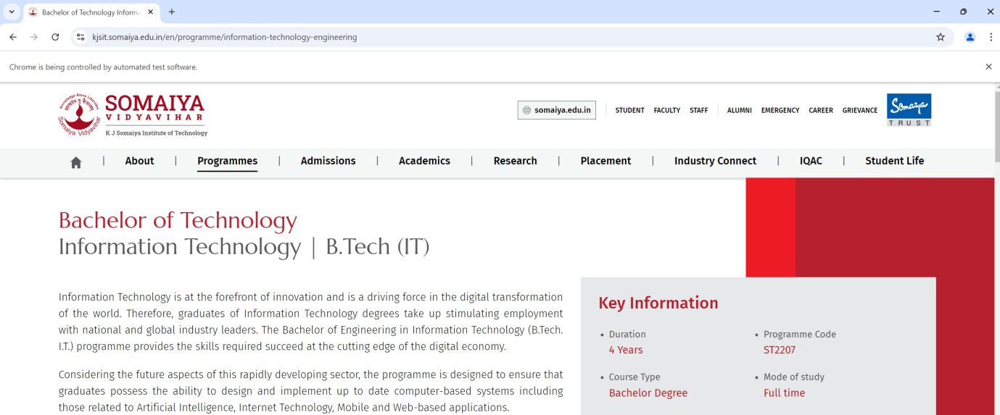 Bachelor of Technology Inform
kjsit.somaiya.edu.in/en/programme/information-technology-engineering
Chrome is being controlled by automated test software.
SOMAIYA
VIDYAVIHAR
K J Somaiya Institute of Technology
Knowledge Alone Liberates
Somaiya Vidyavihar
somaiya.edu.in
STUDENT FACULTY STAFF ALUMNI EMERGENCY CAREER GRIEVANCE
Somaiya
TRUST
About | Programmes | Admissions | Academics | Research | Placement | Industry Connect | IQAC | Student Life
Bachelor of Technology
Information Technology | B.Tech (IT)
Information Technology is at the forefront of innovation and is a driving force in the digital transformation
of the world. Therefore, graduates of Information Technology degrees take up stimulating employment
with national and global industry leaders. The Bachelor of Engineering in Information Technology (B.Tech.
I.T.) programme provides the skills required succeed at the cutting edge of the digital economy.
Considering the future aspects of this rapidly developing sector, the programme is designed to ensure that
graduates possess the ability to design and implement up to date computer-based systems including
those related to Artificial Intelligence, Internet Technology, Mobile and Web-based applications.
Key Information
• Duration
4 Years
• Programme Code
ST2207
• Course Type
Bachelor Degree
• Mode of study
Full time